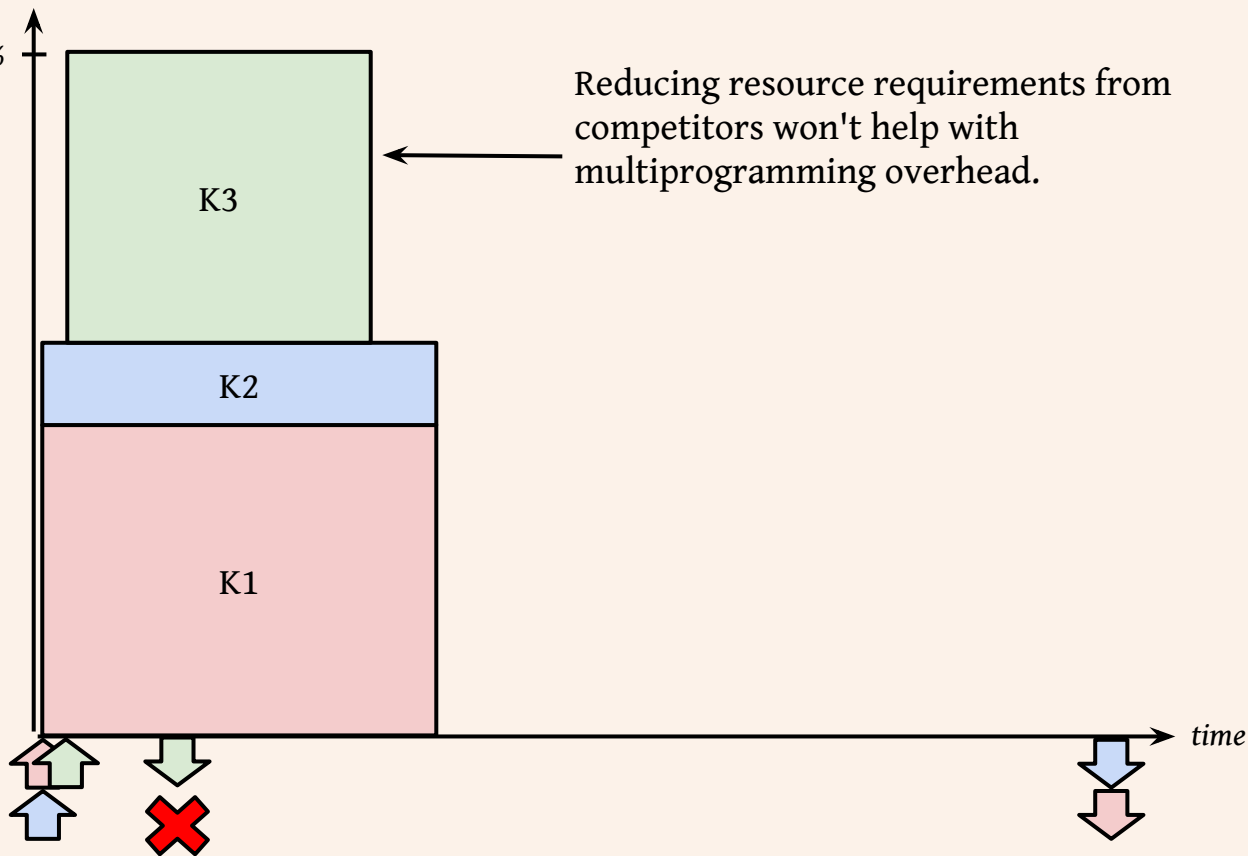 Reducing resource requirements from
competitors won't help with
multiprogramming overhead.
K3
K2
K1
time